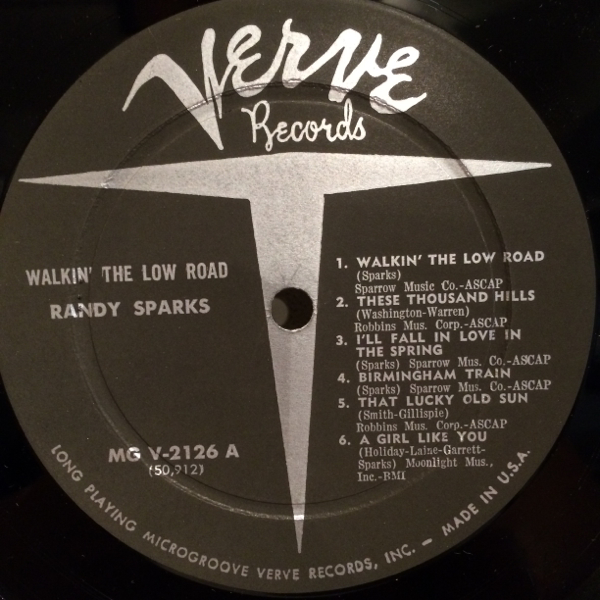 Verve
Records
WALKIN' THE LOW ROAD
RANDY SPARKS
MG V-2126 A
(50,912)
1. WALKIN' THE LOW ROAD
(Sparks)
Sparrow Music Co.-ASCAP
2. THESE THOUSAND HILLS
(Washington-Warren)
Robbins Mus. Corp.-ASCAP
3. I'LL FALL IN LOVE IN
THE SPRING
(Sparks) Sparrow Mus. Co.-ASCAP
4. BIRMINGHAM TRAIN
(Sparks) Sparrow Mus. Co.-ASCAP
5. THAT LUCKY OLD SUN
(Smith-Gillispie)
Robbins Mus. Corp.-ASCAP
6. A GIRL LIKE YOU
(Holiday-Laine-Garrett-
Sparks) Moonlight Mus.,
Inc.-BMI
LONG PLAYING MICROGROOVE VERVE RECORDS, INC. — MADE IN U.S.A.